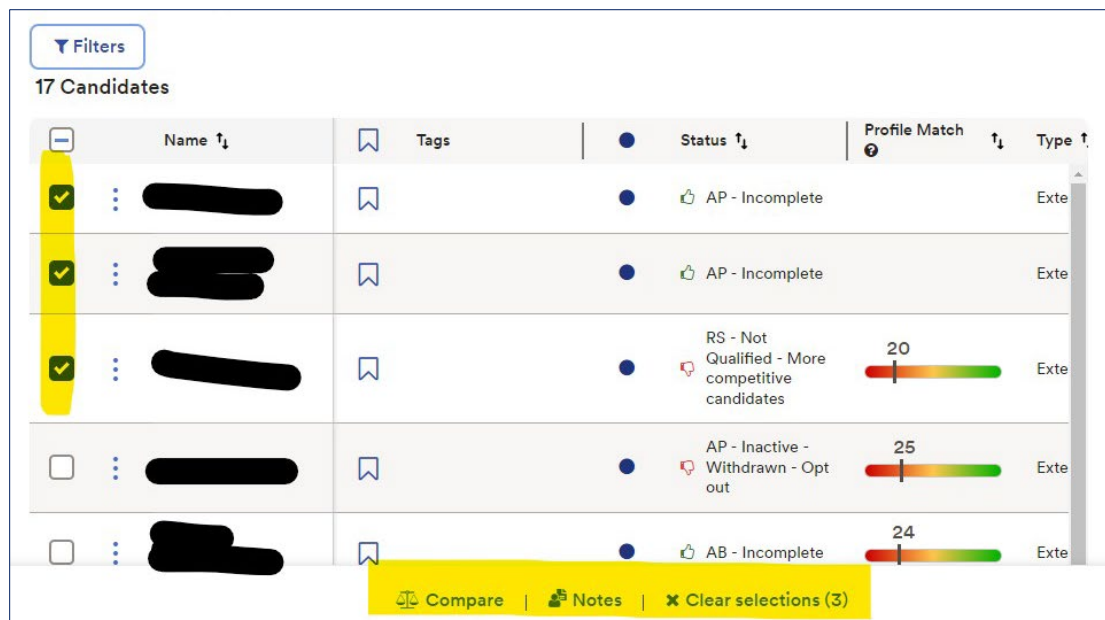 Filters
17 Candidates
Name Tags Status Profile Match Type
AP - Incomplete Exte
AP - Incomplete Exte
RS - Not
Qualified - More
competitive
candidates
20
Exte
AP - Inactive -
Withdrawn - Opt
out
25
Exte
AB - Incomplete
24
Exte
Compare | Notes | Clear selections (3)